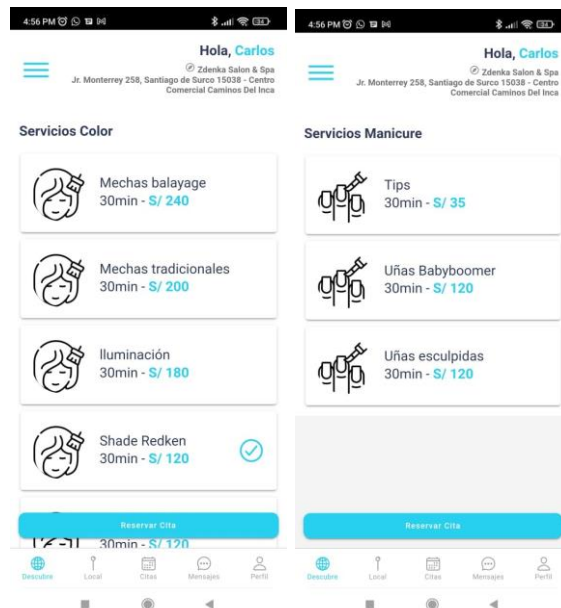 4:56 PM
Hola, Carlos
Zdenka Salon & Spa
Jr. Monterrey 258, Santiago de Surco 15038 - Centro
Comercial Caminos Del Inca
Servicios Color
Mechas balayage
30min - S/ 240
Mechas tradicionales
30min - S/ 200
Iluminación
30min - S/ 180
Shade Redken
30min - S/ 120
Reservar Cita
30min - S/ 120
Descubre
Local
Citas
Mensajes
Perfil
4:56 PM
Hola, Carlos
Zdenka Salon & Spa
Jr. Monterrey 258, Santiago de Surco 15038 - Centro
Comercial Caminos Del Inca
Servicios Manicure
Tips
30min - S/ 35
Uñas Babyboomer
30min - S/ 120
Uñas esculpidas
30min - S/ 120
Reservar Cita
Descubre
Local
Citas
Mensajes
Perfil